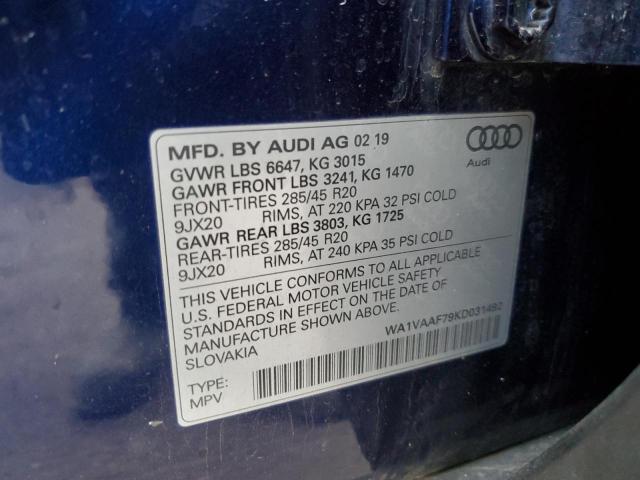 MFD. BY AUDI AG 02 19
GVWR LBS 6647, KG 3015
GAWR FRONT LBS 3241, KG 1470
FRONT-TIRES 285/45 R20
9JX20 RIMS, AT 220 KPA 32 PSI COLD
GAWR REAR LBS 3803, KG 1725
REAR-TIRES 285/45 R20
9JX20 RIMS, AT 240 KPA 35 PSI COLD
THIS VEHICLE CONFORMS TO ALL APPLICABLE
U.S. FEDERAL MOTOR VEHICLE SAFETY
STANDARDS IN EFFECT ON THE DATE OF
MANUFACTURE SHOWN ABOVE.
SLOVAKIA
WA1VAAF79KD031492
TYPE:
MPV
Audi